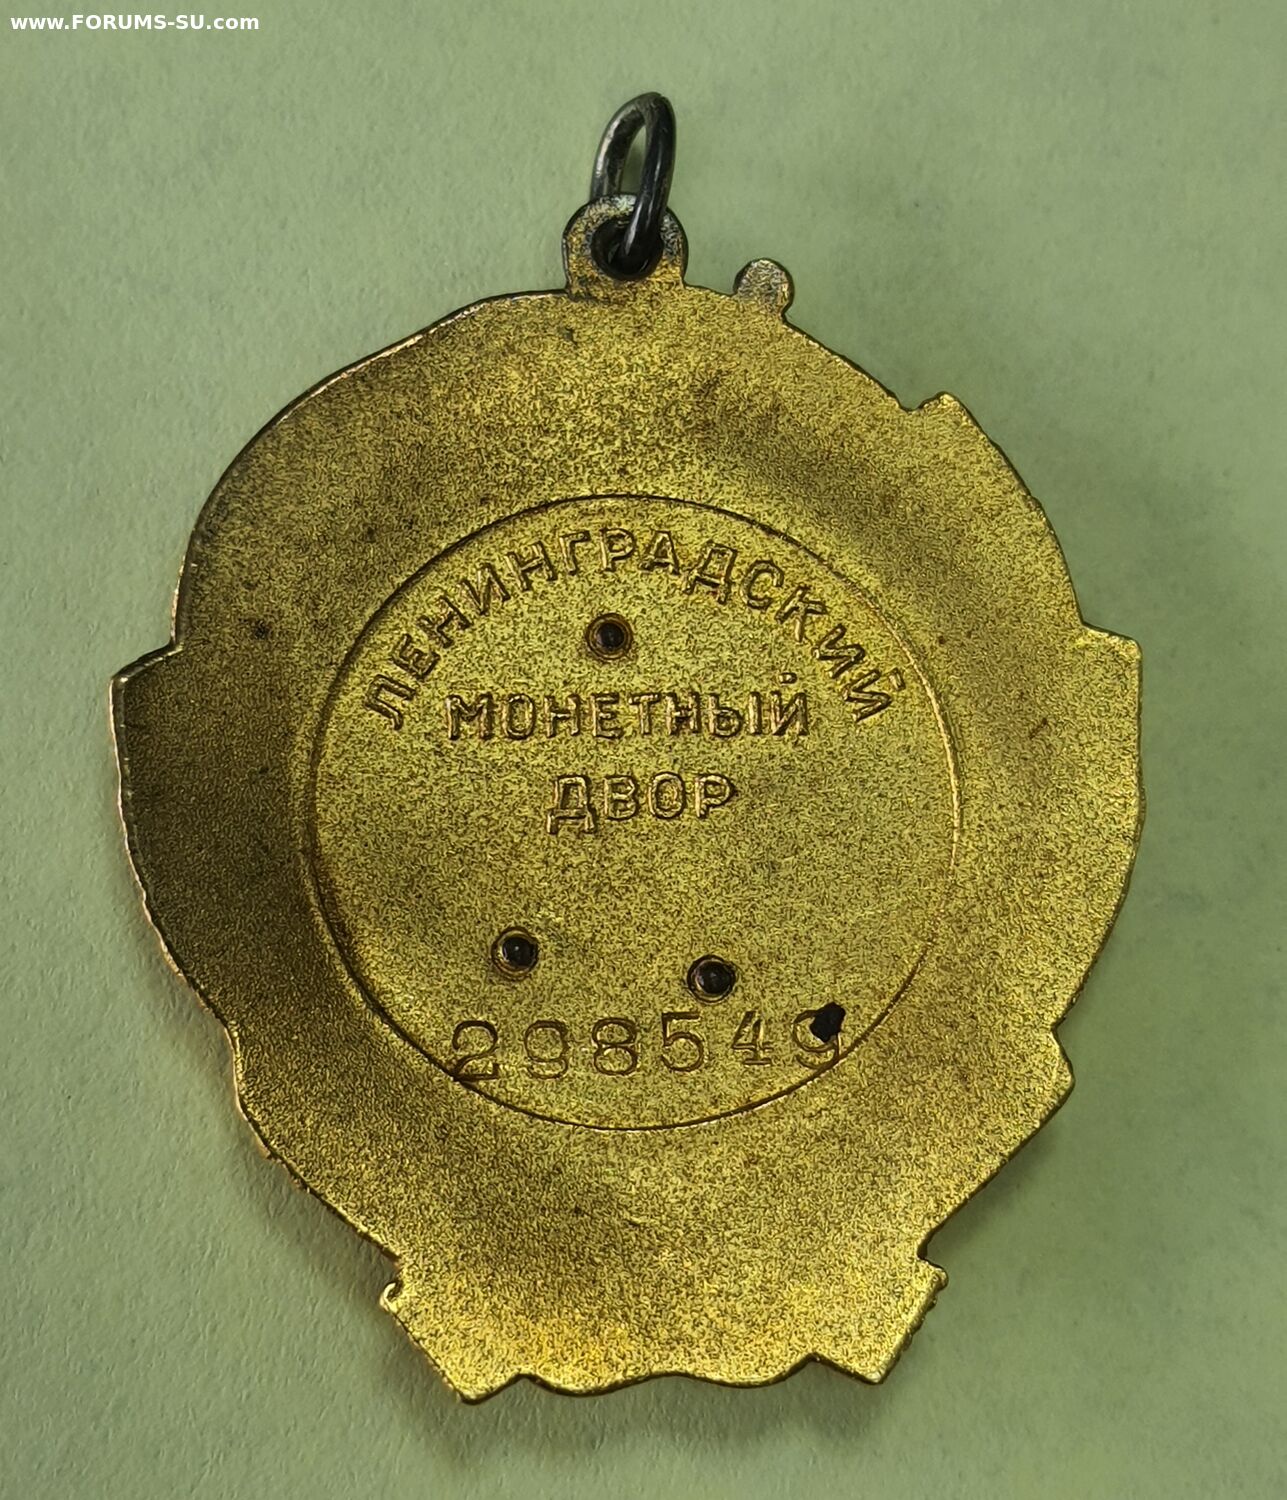 www.FORUMS-SU.com
ЛЕНИНГРАДСКИЙ
МОНЕТНЫЙ
ДВОР
298549